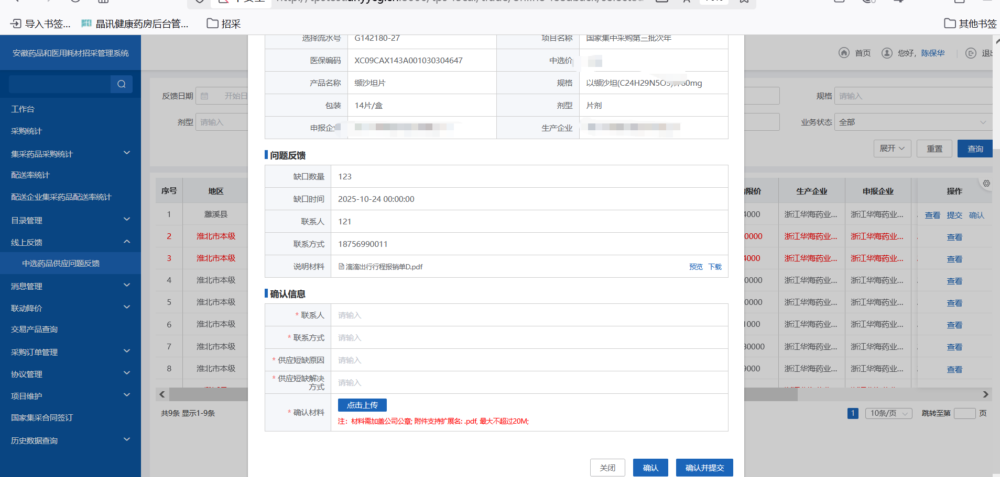 导入书签...
晶讯健康药房后台管...
招采
其他书签
安徽药品和医用耗材招采管理系统
首页
您好，陈保华
工作台
采购统计
集采药品采购统计
配送率统计
配送企业集采药品配送率统计
目录管理
线上反馈
中选药品供应问题反馈
消息管理
联动降价
交易产品查询
采购订单管理
协议管理
项目维护
国家集采合同签订
历史数据查询
反馈日期 开始日
剂型 请输入
规格 请输入
业务状态 全部
展开 重置 查询
选择流水号 G142180-27 项目名称 国家集中采购第三批次年
医保编码 XC09CAX143A001030304647 中选价
产品名称 缬沙坦片 规格 以缬沙坦(C24H29N5O3)
包装 14片/盒 剂型 片剂
申报企 生产企业
问题反馈
缺口数量 123
缺口时间 2025-10-24 00:00:00
联系人 121
联系方式 18756990011
说明材料 滴滴出行行程报销单D.pdf 预览 下载
确认信息
* 联系人 请输入
* 联系方式 请输入
* 供应短缺原因 请输入
* 供应短缺解决方式 请输入
* 确认材料 点击上传
注：材料需加盖公司公章; 附件支持扩展名: .pdf, 最大不超过20M;
关闭 确认 确认并提交
序号 地区 限价 生产企业 申报企业 操作
1 濉溪县 4000 浙江华海药业... 浙江华海药业... 查看 提交 确认
2 淮北市本级 0000 浙江华海药业... 浙江华海药业... 查看
3 淮北市本级 4000 浙江华海药业... 浙江华海药业... 查看
4 淮北市本级 0000 浙江华海药业... 浙江华海药业... 查看
5 淮北市本级 0000 浙江华海药业... 浙江华海药业... 查看
6 淮北市本级 1000 浙江华海药业... 浙江华海药业... 查看
7 淮北市本级 80000 浙江华海药业... 浙江华海药业... 查看
8 淮北市本级 9000 浙江华海药业... 浙江华海药业... 查看
共9条 显示1-9条
1 10条/页 跳转至第 页